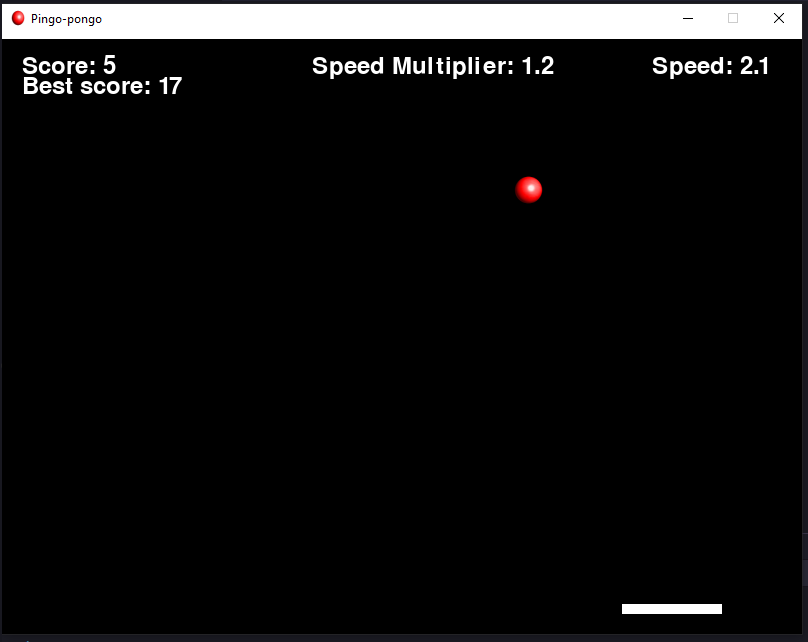 Pingo-pongo
Score: 5
Speed Multiplier: 1.2
Speed: 2.1
Best score: 17